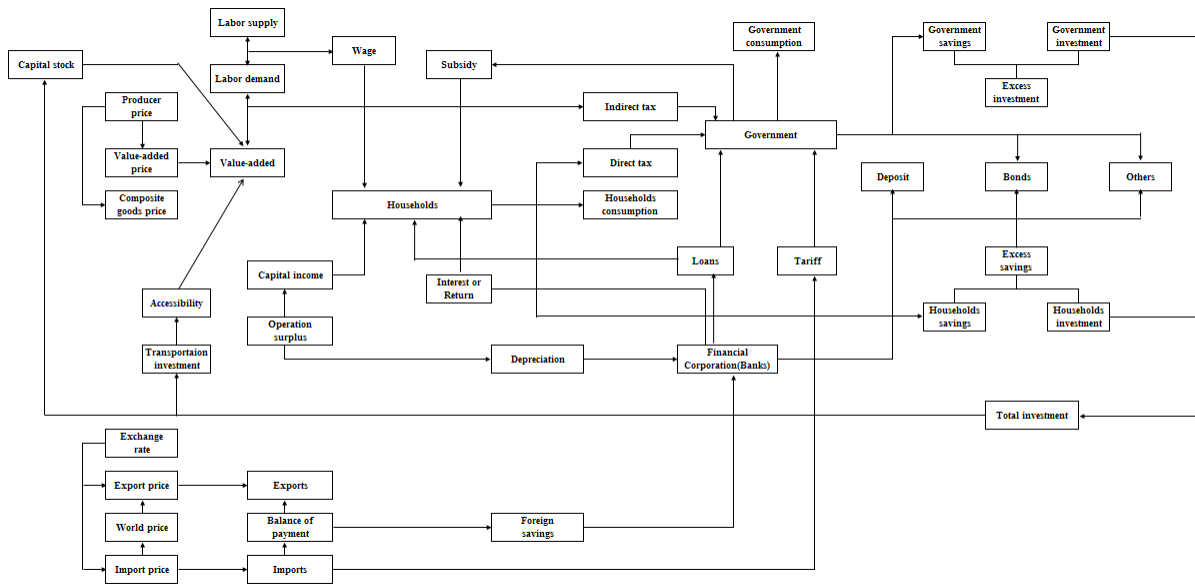 Labor supply
Government
consumption
Government
savings
Government
investment
Wage
Capital stock
Subsidy
Labor demand
Excess
investment
Producer
price
Indirect tax
Government
Value-added
price
Value-added
Direct tax
Deposit
Bonds
Others
Composite
goods price
Households
Households
consumption
Capital income
Loans
Tariff
Excess
savings
Interest or
Return
Accessibility
Operation
surplus
Households
savings
Households
investment
Transportaion
investment
Depreciation
Financial
Corporation(Banks)
Total investment
Exchange
rate
Export price
Exports
World price
Balance of
payment
Foreign
savings
Import price
Imports